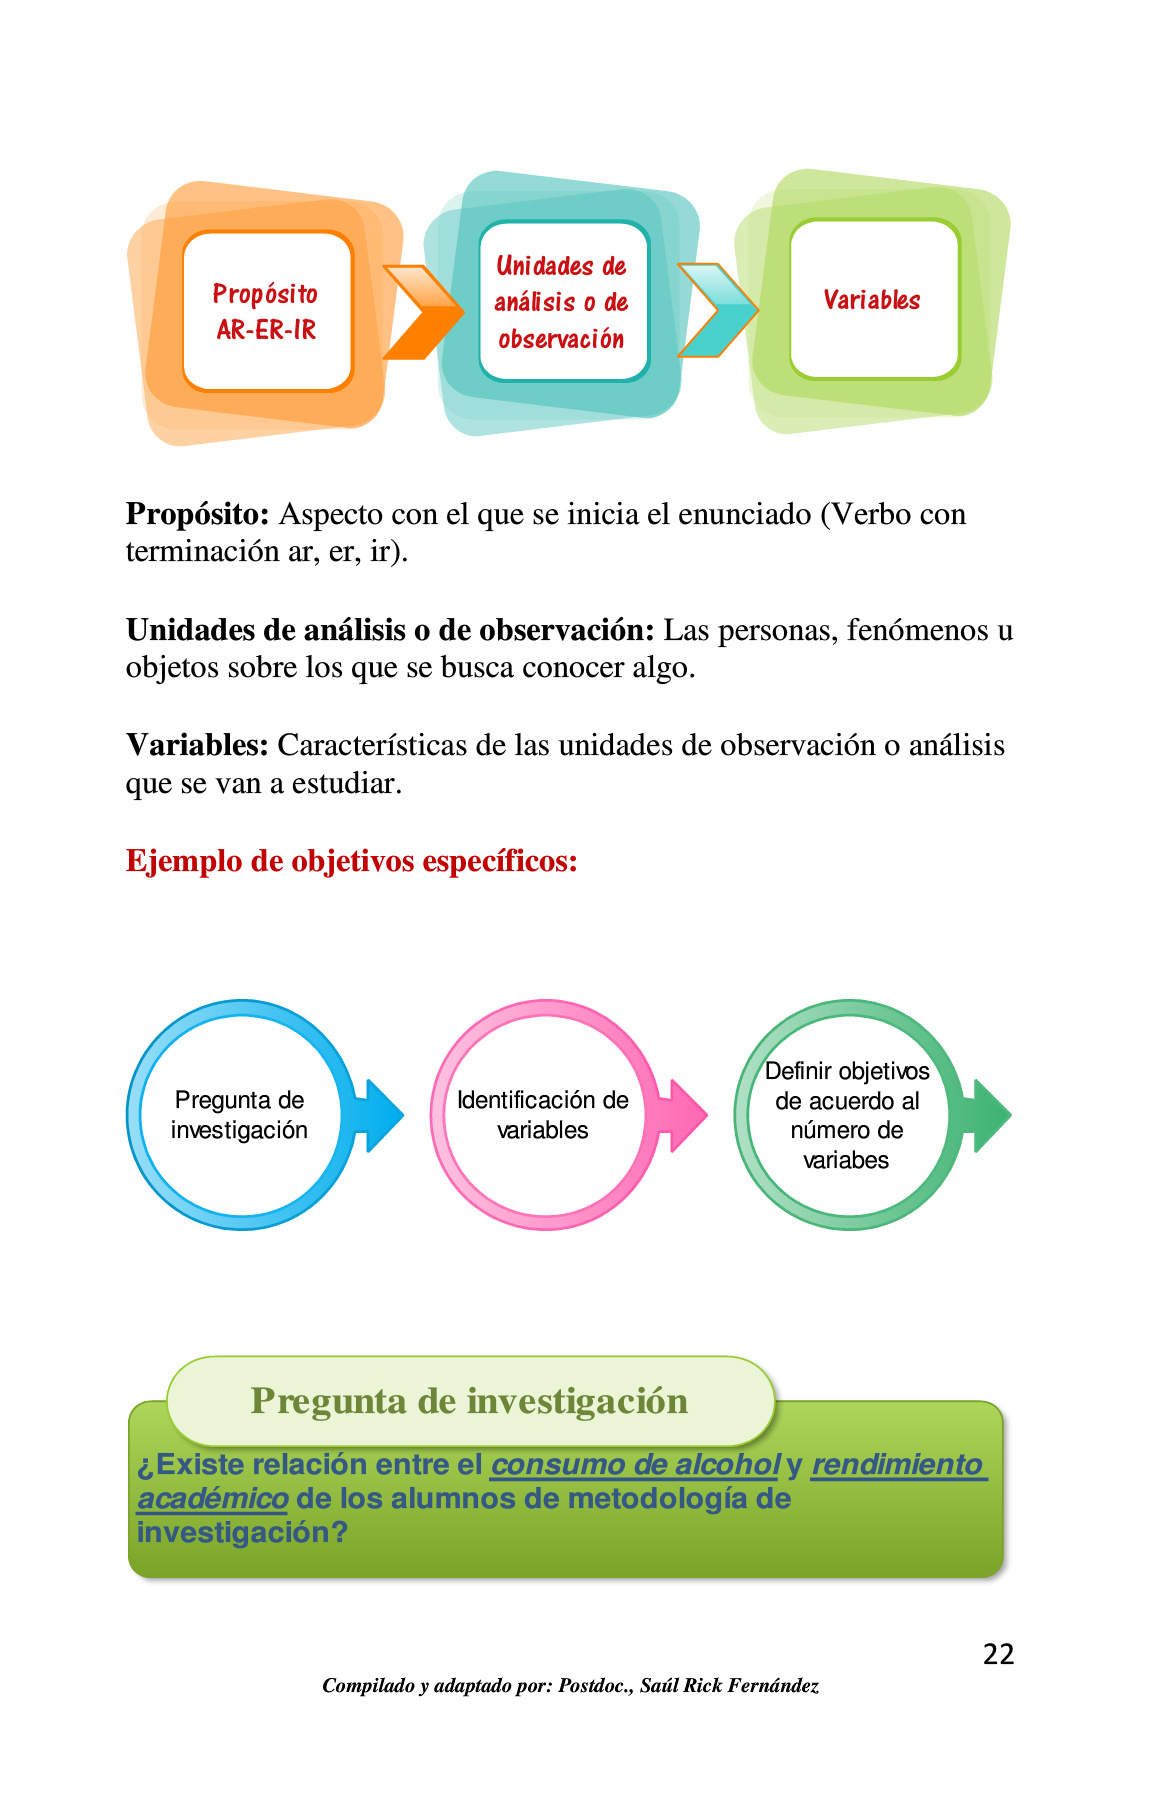 Propósito
AR-ER-IR
Unidades de
análisis o de
observación
Variables
Propósito: Aspecto con el que se inicia el enunciado (Verbo con
terminación ar, er, ir).
Unidades de análisis o de observación: Las personas, fenómenos u
objetos sobre los que se busca conocer algo.
Variables: Características de las unidades de observación o análisis
que se van a estudiar.
Ejemplo de objetivos específicos:
Pregunta de
investigación
Identificación de
variables
Definir objetivos
de acuerdo al
número de
variabes
Pregunta de investigación
¿Existe relación entre el consumo de alcohol y rendimiento
académico de los alumnos de metodología de
investigación?
22
Compilado y adaptado por: Postdoc., Saúl Rick Fernández